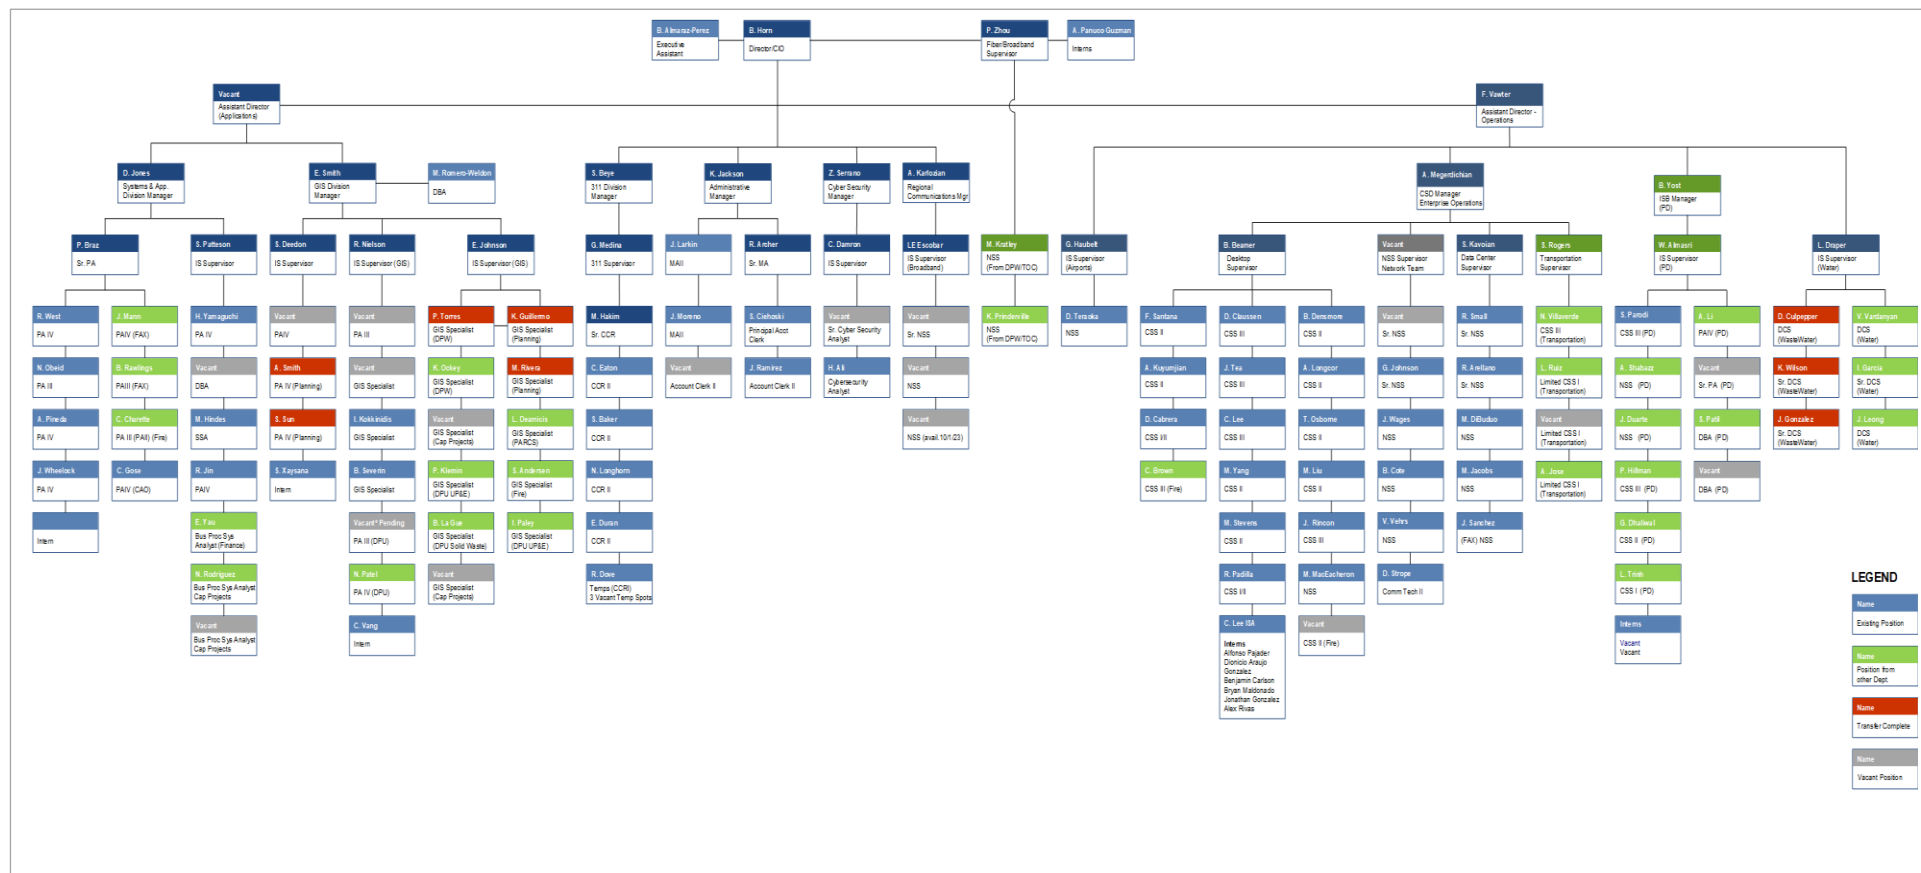 B. Almaraz-Perez
Executive
Assistant
B. Horn
Director/CIO
P. Zhou
Fiber/Broadband
Supervisor
A. Panuco Guzman
Interns
Vacant
Assistant Director
(Applications)
F. Vawter
Assistant Director -
Operations
D. Jones
Systems & App.
Division Manager
E. Smith
GIS Division
Manager
M. Romero-Weldon
DBA
S. Beye
311 Division
Manager
K. Jackson
Administrative
Manager
Z. Serrano
Cyber Security
Manager
A. Karlozian
Regional
Communications Mgr
A. Megerdichian
CSD Manager
Enterprise Operations
B. Yost
ISB Manager
(PD)
P. Braz
Sr. PA
S. Patteson
IS Supervisor
S. Deedon
IS Supervisor
R. Nielson
IS Supervisor (GIS)
E. Johnson
IS Supervisor (GIS)
G. Medina
311 Supervisor
J. Larkin
MAII
R. Archer
Sr. MA
C. Damron
IS Supervisor
LE Escobar
IS Supervisor
(Broadband)
M. Kratley
NSS
(From DPW/TOC)
G. Haubelt
IS Supervisor
(Airports)
B. Beamer
Desktop
Supervisor
Vacant
NSS Supervisor
Network Team
S. Kavoian
Data Center
Supervisor
S. Rogers
Transportation
Supervisor
W. Almasri
IS Supervisor
(PD)
L. Draper
IS Supervisor
(Water)
R. West
PA IV
J. Mann
PAIV (FAX)
H. Yamaguchi
PA IV
Vacant
PAIV
Vacant
PA III
P. Torres
GIS Specialist
(DPW)
K. Guillermo
GIS Specialist
(Planning)
M. Hakim
Sr. CCR
J. Moreno
MAII
S. Ciehoski
Principal Acct
Clerk
Vacant
Sr. Cyber Security
Analyst
Vacant
Sr. NSS
K. Prinderville
NSS
(From DPW/TOC)
D. Teraoka
NSS
F. Santana
CSS II
D. Claussen
CSS III
B. Densmore
CSS II
Vacant
Sr. NSS
R. Small
Sr. NSS
N. Villaverde
CSS III
(Transportation)
S. Parodi
CSS III (PD)
A. Li
PAIV (PD)
D. Culpepper
DCS
(WasteWater)
V. Vardanyan
DCS
(Water)
N. Obeid
PA III
B. Rawlings
PAIII (FAX)
Vacant
DBA
A. Smith
PA IV (Planning)
Vacant
GIS Specialist
K. Ockey
GIS Specialist
(DPW)
M. Rivera
GIS Specialist
(Planning)
C. Eaton
CCR II
Vacant
Account Clerk II
J. Ramirez
Account Clerk II
H. Ali
Cybersecurity
Analyst
Vacant
NSS
A. Kuyumjian
CSS II
J. Tea
CSS III
A. Longcor
CSS II
G. Johnson
Sr. NSS
R. Arellano
Sr. NSS
L. Ruiz
Limited CSS I
(Transportation)
A. Shabazz
NSS (PD)
Vacant
Sr. PA (PD)
K. Wilson
Sr. DCS
(WasteWater)
I. Garcia
Sr. DCS
(Water)
A. Pineda
PA IV
C. Charette
PA III (PAII) (Fire)
M. Hindes
SSA
S. Sun
PA IV (Planning)
I. Kokkinidis
GIS Specialist
Vacant
GIS Specialist
(Cap Projects)
L. Deamicis
GIS Specialist
(PARCS)
S. Baker
CCR II
Vacant
NSS (avail.10/1/23)
D. Cabrera
CSS I/II
C. Lee
CSS III
T. Osborne
CSS II
J. Wages
NSS
M. DiBuduo
NSS
Vacant
Limited CSS I
(Transportation)
J. Duarte
NSS (PD)
S. Patil
DBA (PD)
J. Gonzalez
Sr. DCS
(WasteWater)
J. Leong
DCS
(Water)
J. Wheelock
PA IV
C. Gose
PAIV (CAO)
R. Jin
PAIV
S. Xaysana
Intern
B. Severin
GIS Specialist
P. Klemin
GIS Specialist
(DPU UP&E)
S. Andersen
GIS Specialist
(Fire)
N. Longhorn
CCR II
C. Brown
CSS III (Fire)
M. Yang
CSS II
M. Liu
CSS II
B. Cote
NSS
M. Jacobs
NSS
A. Jose
Limited CSS I
(Transportation)
P. Hillman
CSS III (PD)
Vacant
DBA (PD)
Intern
E. Yau
Bus Proc Sys
Analyst (Finance)
Vacant* Pending
PA III (DPU)
B. La Gue
GIS Specialist
(DPU Solid Waste)
I. Paley
GIS Specialist
(DPU UP&E)
E. Duran
CCR II
M. Stevens
CSS II
J. Rincon
CSS III
V. Vehrs
NSS
J. Sanchez
(FAX) NSS
G. Dhaliwal
CSS II (PD)
N. Rodriguez
Bus Proc Sys Analyst
Cap Projects
N. Patel
PA IV (DPU)
Vacant
GIS Specialist
(Cap Projects)
R. Dove
Temps (CCRI)
3 Vacant Temp Spots
R. Padilla
CSS I/II
M. MacEacheron
NSS
D. Strope
Comm Tech II
L. Trinh
CSS I (PD)
Vacant
Bus Proc Sys Analyst
Cap Projects
C. Vang
Intern
C. Lee ISA
Interns
Alfonso Pajader
Dionicio Araujo
Gonzalez
Benjamin Carlson
Bryan Maldonado
Jonathan Gonzalez
Alex Rivas
Vacant
CSS II (Fire)
Interns
Vacant
Vacant
LEGEND
Name
Existing Position
Name
Position from
other Dept.
Name
Transfer Complete
Name
Vacant Position